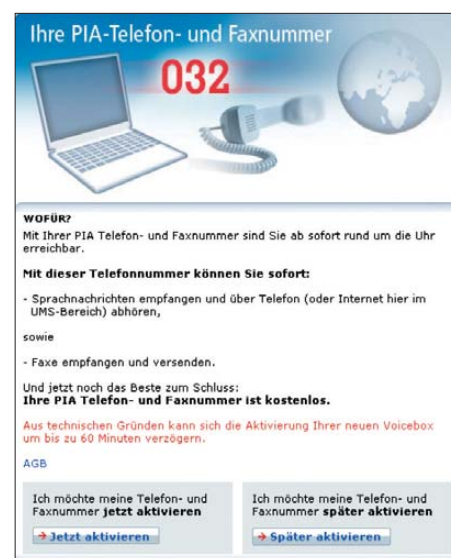 Ihre PIA-Telefon- und Faxnummer
032
WOFÜR?
Mit Ihrer PIA Telefon- und Faxnummer sind Sie ab sofort rund um die Uhr
erreichbar.
Mit dieser Telefonnummer können Sie sofort:
- Sprachnachrichten empfangen und über Telefon (oder Internet hier im
UMS-Bereich) abhören,
sowie
- Faxe empfangen und versenden.
Und jetzt noch das Beste zum Schluss:
Ihre PIA Telefon- und Faxnummer ist kostenlos.
Aus technischen Gründen kann sich die Aktivierung Ihrer neuen Voicebox
um bis zu 60 Minuten verzögern.
AGB
Ich möchte meine Telefon- und
Faxnummer jetzt aktivieren
→ Jetzt aktivieren
Ich möchte meine Telefon- und
Faxnummer später aktivieren
→ Später aktivieren